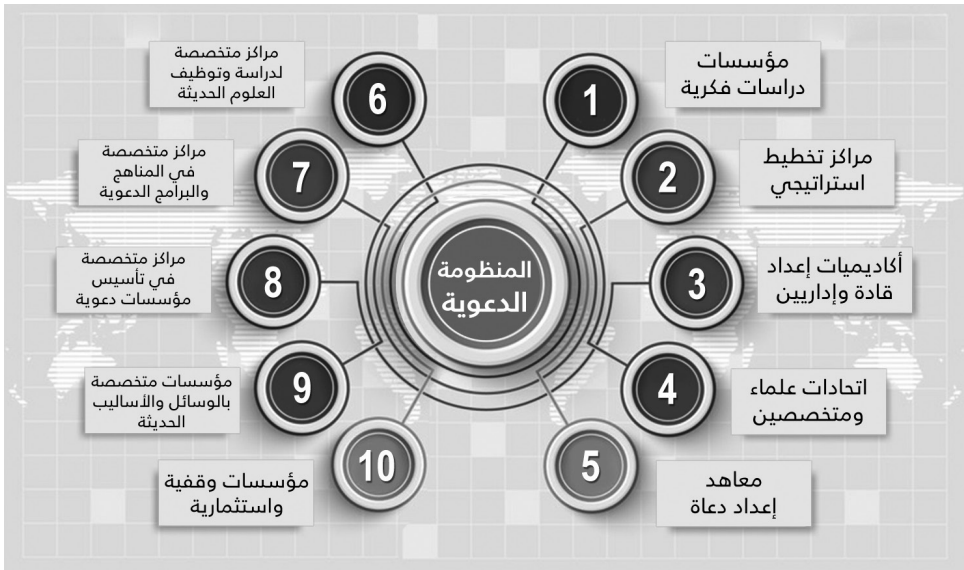 المنظومة
الدعوية
1
مؤسسات
دراسات فكرية
2
مراكز تخطيط
استراتيجي
3
أكاديميات إعداد
قادة وإداريين
4
اتحادات علماء
ومتخصصين
5
معاهد
إعداد دعاة
6
مراكز متخصصة
لدراسة وتوظيف
العلوم الحديثة
7
مراكز متخصصة
في المناهج
والبرامج الدعوية
8
مراكز متخصصة
في تأسيس
مؤسسات دعوية
9
مؤسسات متخصصة
بالوسائل والأساليب
الحديثة
10
مؤسسات وقفية
واستثمارية